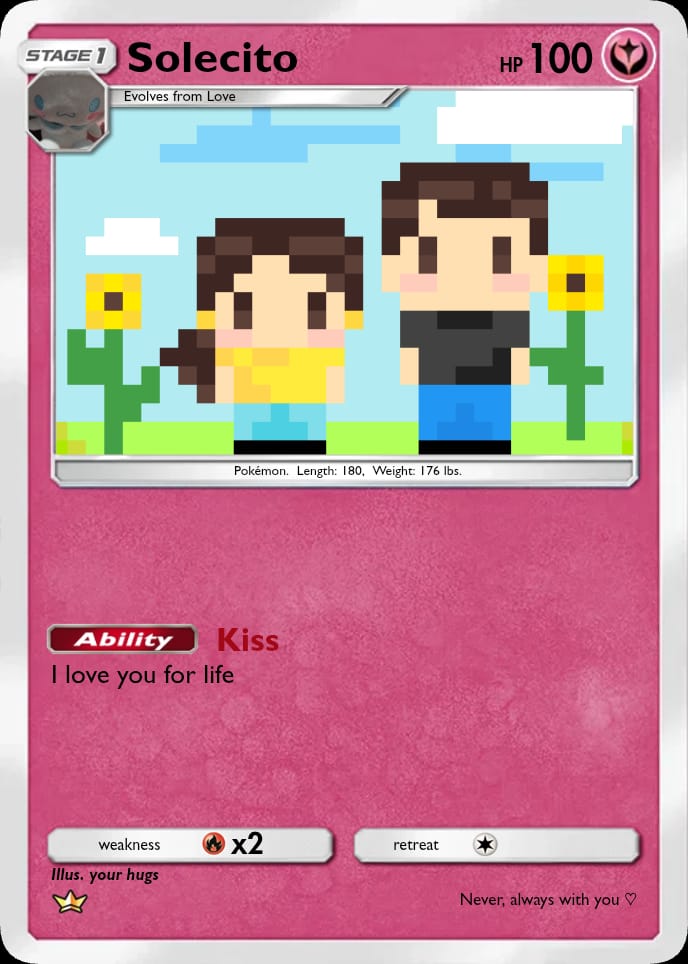 STAGE 1 Solecito HP 100
Evolves from Love
Pokémon. Length: 180, Weight: 176 lbs.
Ability Kiss
I love you for life
weakness x2 retreat
Illus. your hugs
Never, always with you ♡